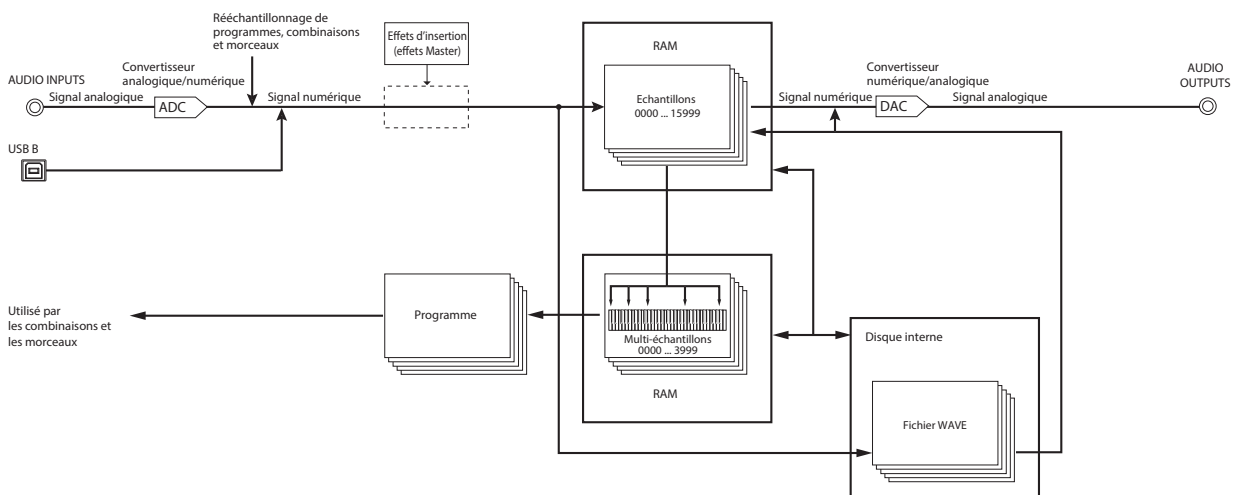 Rééchantillonnage de
programmes, combinaisons
et morceaux
Effets d'insertion
(effets Master)
RAM
AUDIO INPUTS
Convertisseur
analogique/numérique
Signal analogique
ADC
Signal numérique
Echantillons
0000 ... 15999
Convertisseur
numérique/analogique
Signal numérique
DAC
Signal analogique
AUDIO
OUTPUTS
USB B
Utilisé par
les combinaisons et
les morceaux
Programme
Multi-échantillons
0000 ... 3999
RAM
Disque interne
Fichier WAVE